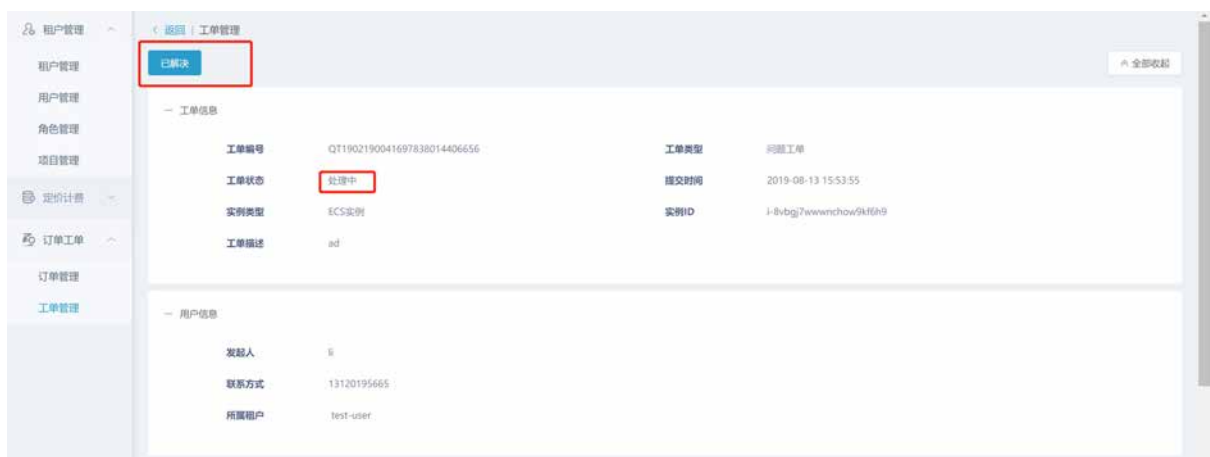 租户管理
租户管理
用户管理
角色管理
项目管理
定价计费
订单工单
订单管理
工单管理
< 返回 | 工单管理
已解决
全部收起
一 工单信息
工单编号 QT1902190041697838014406656 工单类型 问题工单
工单状态 处理中 提交时间 2019-08-13 15:53:55
实例类型 ECS实例 实例ID i-8vbgj7wwwnchow9kf6h9
工单描述 ad
一 用户信息
发起人 li
联系方式 13120195665
所属租户 test-user